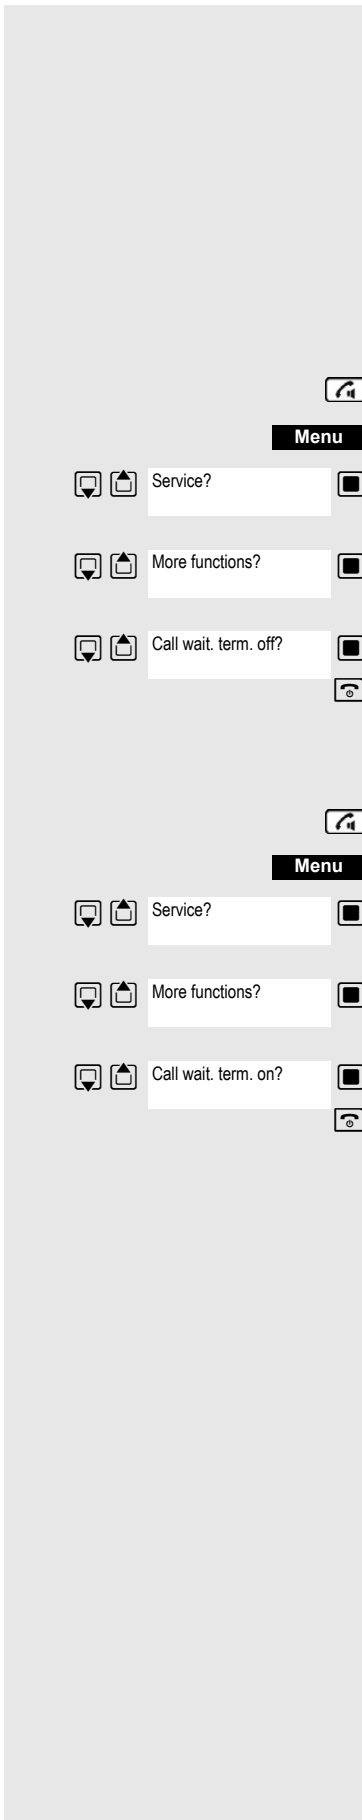 Menu
Service?
More functions?
Call wait. term. off?
Menu
Service?
More functions?
Call wait. term. on?